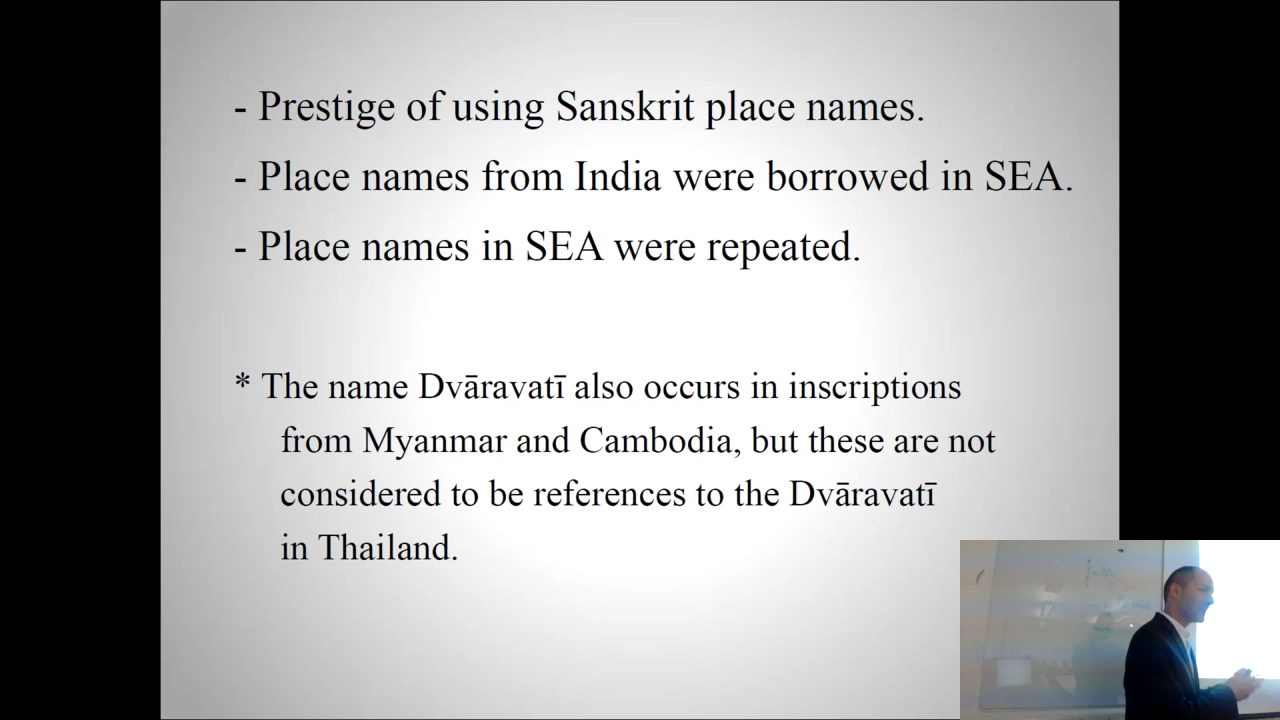 - Prestige of using Sanskrit place names.
- Place names from India were borrowed in SEA.
- Place names in SEA were repeated.
* The name Dvāravatī also occurs in inscriptions
from Myanmar and Cambodia, but these are not
considered to be references to the Dvāravatī
in Thailand.